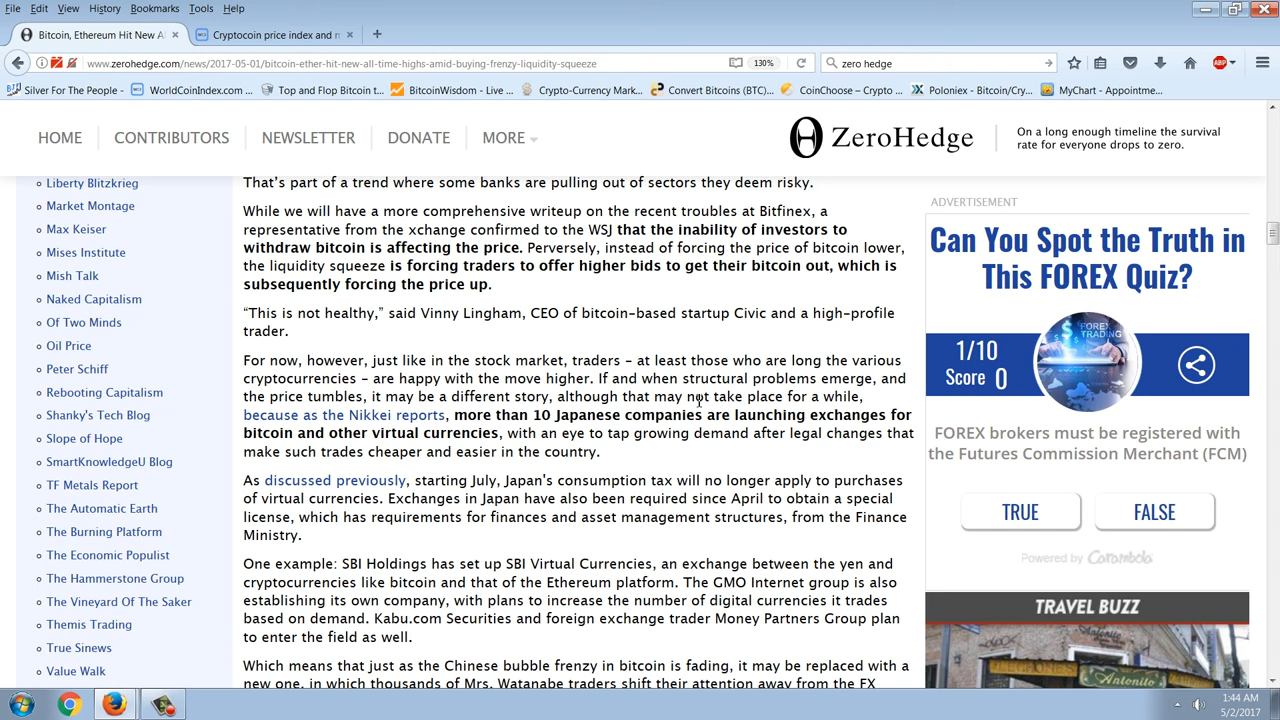 File Edit View History Bookmarks Tools Help
Bitcoin, Ethereum Hit New A
Cryptocoin price index and m
www.zerohedge.com/news/2017-05-01/bitcoin-ether-hit-new-all-time-highs-amid-buying-frenzy-liquidity-squeeze
130%
zero hedge
ABP
Silver For The People - ...
WorldCoinIndex.com ...
Top and Flop Bitcoin t...
BitcoinWisdom - Live ...
Crypto-Currency Mark...
Convert Bitcoins (BTC)...
CoinChoose – Crypto ...
Poloniex - Bitcoin/Cry...
MyChart - Appointme...
HOME
CONTRIBUTORS
NEWSLETTER
DONATE
MORE
ZeroHedge
On a long enough timeline the survival
rate for everyone drops to zero.
Liberty Blitzkrieg
Market Montage
Max Keiser
Mises Institute
Mish Talk
Naked Capitalism
Of Two Minds
Oil Price
Peter Schiff
Rebooting Capitalism
Shanky's Tech Blog
Slope of Hope
SmartKnowledgeU Blog
TF Metals Report
The Automatic Earth
The Burning Platform
The Economic Populist
The Hammerstone Group
The Vineyard Of The Saker
Themis Trading
True Sinews
Value Walk
That's part of a trend where some banks are pulling out of sectors they deem risky.
While we will have a more comprehensive writeup on the recent troubles at Bitfinex, a
representative from the xchange confirmed to the WSJ that the inability of investors to
withdraw bitcoin is affecting the price. Perversely, instead of forcing the price of bitcoin lower,
the liquidity squeeze is forcing traders to offer higher bids to get their bitcoin out, which is
subsequently forcing the price up.
“This is not healthy,” said Vinny Lingham, CEO of bitcoin-based startup Civic and a high-profile
trader.
For now, however, just like in the stock market, traders – at least those who are long the various
cryptocurrencies – are happy with the move higher. If and when structural problems emerge, and
the price tumbles, it may be a different story, although that may not take place for a while,
because as the Nikkei reports, more than 10 Japanese companies are launching exchanges for
bitcoin and other virtual currencies, with an eye to tap growing demand after legal changes that
make such trades cheaper and easier in the country.
As discussed previously, starting July, Japan's consumption tax will no longer apply to purchases
of virtual currencies. Exchanges in Japan have also been required since April to obtain a special
license, which has requirements for finances and asset management structures, from the Finance
Ministry.
One example: SBI Holdings has set up SBI Virtual Currencies, an exchange between the yen and
cryptocurrencies like bitcoin and that of the Ethereum platform. The GMO Internet group is also
establishing its own company, with plans to increase the number of digital currencies it trades
based on demand. Kabu.com Securities and foreign exchange trader Money Partners Group plan
to enter the field as well.
Which means that just as the Chinese bubble frenzy in bitcoin is fading, it may be replaced with a
new one, in which thousands of Mrs. Watanabe traders shift their attention away from the FX
ADVERTISEMENT
Can You Spot the Truth in
This FOREX Quiz?
1/10
Score 0
FOREX TRADING
FOREX brokers must be registered with
the Futures Commission Merchant (FCM)
TRUE
FALSE
Powered by Carambola
TRAVEL BUZZ
Antonito
1:44 AM
5/2/2017